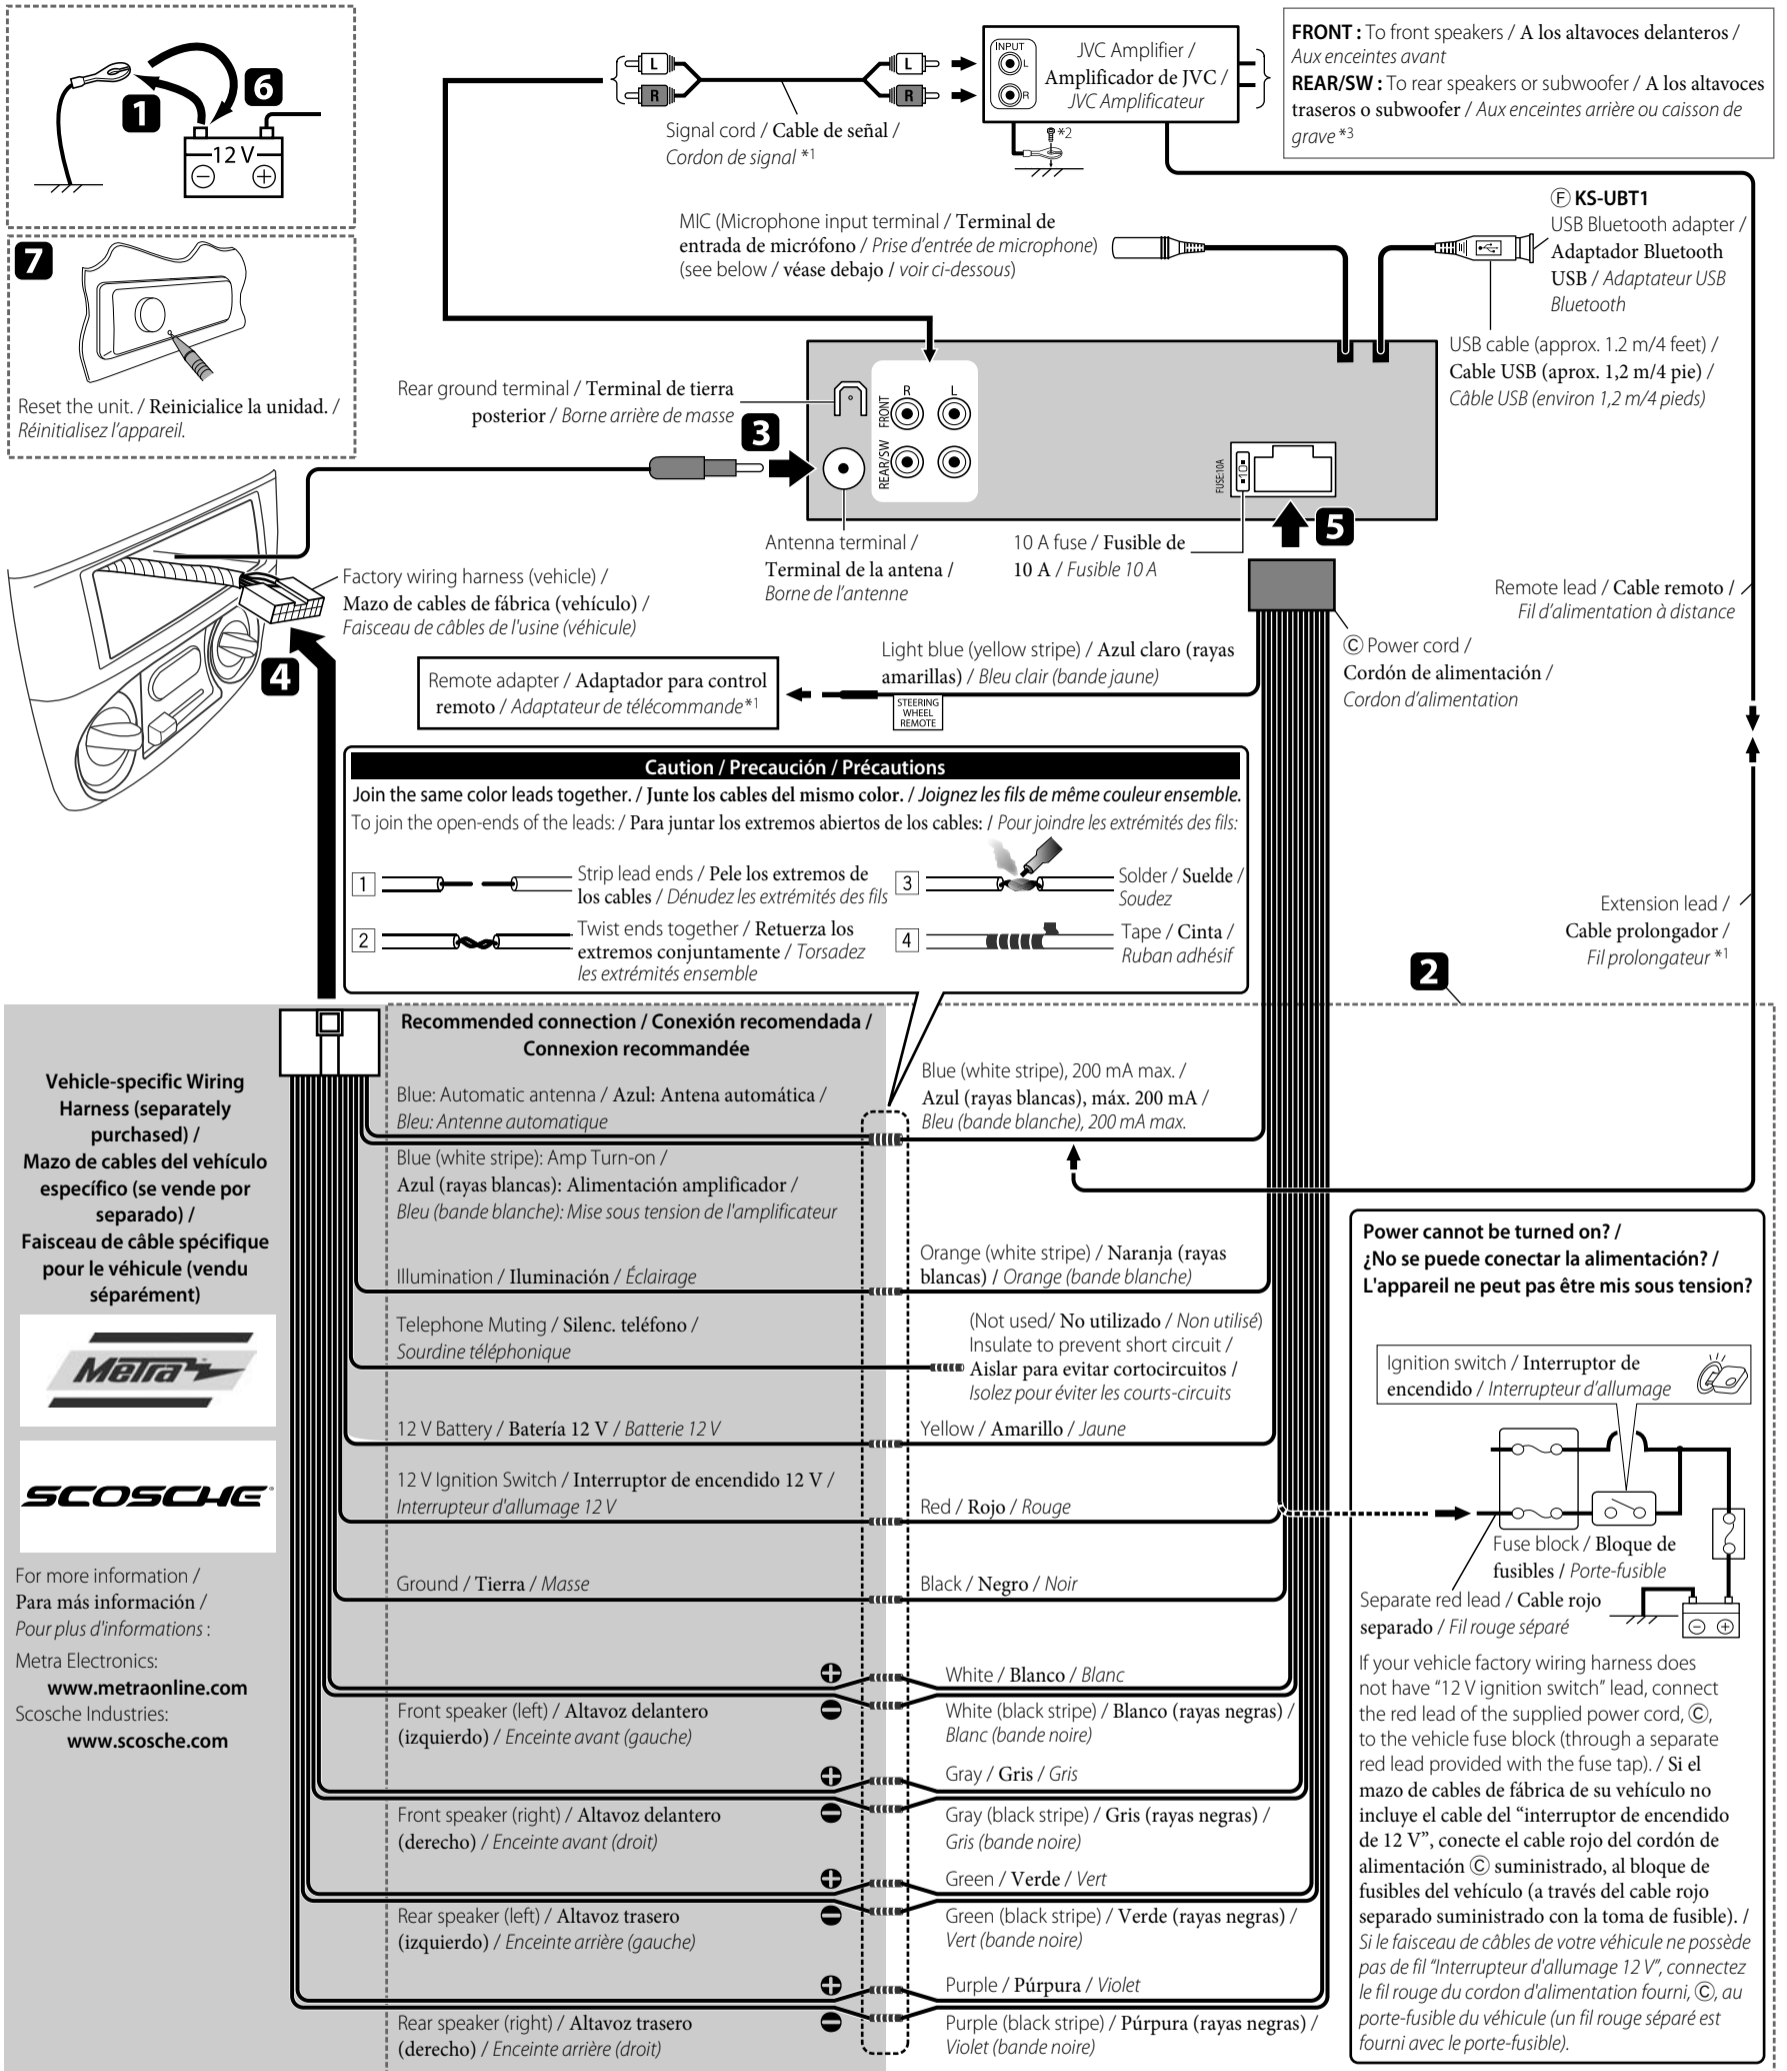 1
6
12 V
7
Reset the unit. / Reinicialice la unidad. /
Réinitialisez l'appareil.
L
R
L
R
Signal cord / Cable de señal /
Cordon de signal *1
INPUT
L
R
JVC Amplifier /
Amplificador de JVC /
JVC Amplificateur
*2
FRONT : To front speakers / A los altavoces delanteros /
Aux enceintes avant
REAR/SW : To rear speakers or subwoofer / A los altavoces
traseros o subwoofer / Aux enceintes arrière ou caisson de
grave *3
MIC (Microphone input terminal / Terminal de
entrada de micrófono / Prise d'entrée de microphone)
(see below / véase debajo / voir ci-dessous)
Ⓕ KS-UBT1
USB Bluetooth adapter /
Adaptador Bluetooth
USB / Adaptateur USB
Bluetooth
USB cable (approx. 1.2 m/4 feet) /
Cable USB (aprox. 1,2 m/4 pie) /
Câble USB (environ 1,2 m/4 pieds)
Rear ground terminal / Terminal de tierra
posterior / Borne arrière de masse
3
R
L
FRONT
REAR/SW
FUSE:10A
10
5
Antenna terminal /
Terminal de la antena /
Borne de l'antenne
10 A fuse / Fusible de
10 A / Fusible 10 A
Factory wiring harness (vehicle) /
Mazo de cables de fábrica (vehículo) /
Faisceau de câbles de l'usine (véhicule)
4
Remote lead / Cable remoto /
Fil d'alimentation à distance
Ⓒ Power cord /
Cordón de alimentación /
Cordon d'alimentation
Light blue (yellow stripe) / Azul claro (rayas
amarillas) / Bleu clair (bande jaune)
STEERING
WHEEL
REMOTE
Remote adapter / Adaptador para control
remoto / Adaptateur de télécommande*1
Caution / Precaución / Précautions
Join the same color leads together. / Junte los cables del mismo color. / Joignez les fils de même couleur ensemble.
To join the open-ends of the leads: / Para juntar los extremos abiertos de los cables: / Pour joindre les extrémités des fils:
1
Strip lead ends / Pele los extremos de
los cables / Dénudez les extrémités des fils
2
Twist ends together / Retuerza los
extremos conjuntamente / Torsadez
les extrémités ensemble
3
Solder / Suelde /
Soudez
4
Tape / Cinta /
Ruban adhésif
Extension lead /
Cable prolongador /
Fil prolongateur *1
2
Vehicle-specific Wiring
Harness (separately
purchased) /
Mazo de cables del vehículo
específico (se vende por
separado) /
Faisceau de câble spécifique
pour le véhicule (vendu
séparément)
Metra
SCOSCHE
For more information /
Para más información /
Pour plus d'informations :
Metra Electronics:
www.metraonline.com
Scosche Industries:
www.scosche.com
Recommended connection / Conexión recomendada /
Connexion recommandée
Blue: Automatic antenna / Azul: Antena automática /
Bleu: Antenne automatique
Blue (white stripe): Amp Turn-on /
Azul (rayas blancas): Alimentación amplificador /
Bleu (bande blanche): Mise sous tension de l'amplificateur
Blue (white stripe), 200 mA max. /
Azul (rayas blancas), máx. 200 mA /
Bleu (bande blanche), 200 mA max.
Illumination / Iluminación / Éclairage
Orange (white stripe) / Naranja (rayas
blancas) / Orange (bande blanche)
Telephone Muting / Silenc. teléfono /
Sourdine téléphonique
(Not used/ No utilizado / Non utilisé)
Insulate to prevent short circuit /
Aislar para evitar cortocircuitos /
Isolez pour éviter les courts-circuits
12 V Battery / Batería 12 V / Batterie 12 V
Yellow / Amarillo / Jaune
12 V Ignition Switch / Interruptor de encendido 12 V /
Interrupteur d'allumage 12 V
Red / Rojo / Rouge
Ground / Tierra / Masse
Black / Negro / Noir
White / Blanco / Blanc
Front speaker (left) / Altavoz delantero
(izquierdo) / Enceinte avant (gauche)
White (black stripe) / Blanco (rayas negras) /
Blanc (bande noire)
Gray / Gris / Gris
Front speaker (right) / Altavoz delantero
(derecho) / Enceinte avant (droit)
Gray (black stripe) / Gris (rayas negras) /
Gris (bande noire)
Green / Verde / Vert
Rear speaker (left) / Altavoz trasero
(izquierdo) / Enceinte arrière (gauche)
Green (black stripe) / Verde (rayas negras) /
Vert (bande noire)
Purple / Púrpura / Violet
Rear speaker (right) / Altavoz trasero
(derecho) / Enceinte arrière (droit)
Purple (black stripe) / Púrpura (rayas negras) /
Violet (bande noire)
Power cannot be turned on? /
¿No se puede conectar la alimentación? /
L'appareil ne peut pas être mis sous tension?
Ignition switch / Interruptor de
encendido / Interrupteur d'allumage
Fuse block / Bloque de
fusibles / Porte-fusible
Separate red lead / Cable rojo
separado / Fil rouge séparé
If your vehicle factory wiring harness does
not have “12 V ignition switch” lead, connect
the red lead of the supplied power cord, Ⓒ,
to the vehicle fuse block (through a separate
red lead provided with the fuse tap). / Si el
mazo de cables de fábrica de su vehículo no
incluye el cable del “interruptor de encendido
de 12 V”, conecte el cable rojo del cordón de
alimentación Ⓒ suministrado, al bloque de
fusibles del vehículo (a través del cable rojo
separado suministrado con la toma de fusible). /
Si le faisceau de câbles de votre véhicule ne possède
pas de fil “Interrupteur d'allumage 12 V”, connectez
le fil rouge du cordon d'alimentation fourni, Ⓒ, au
porte-fusible du véhicule (un fil rouge séparé est
fourni avec le porte-fusible).